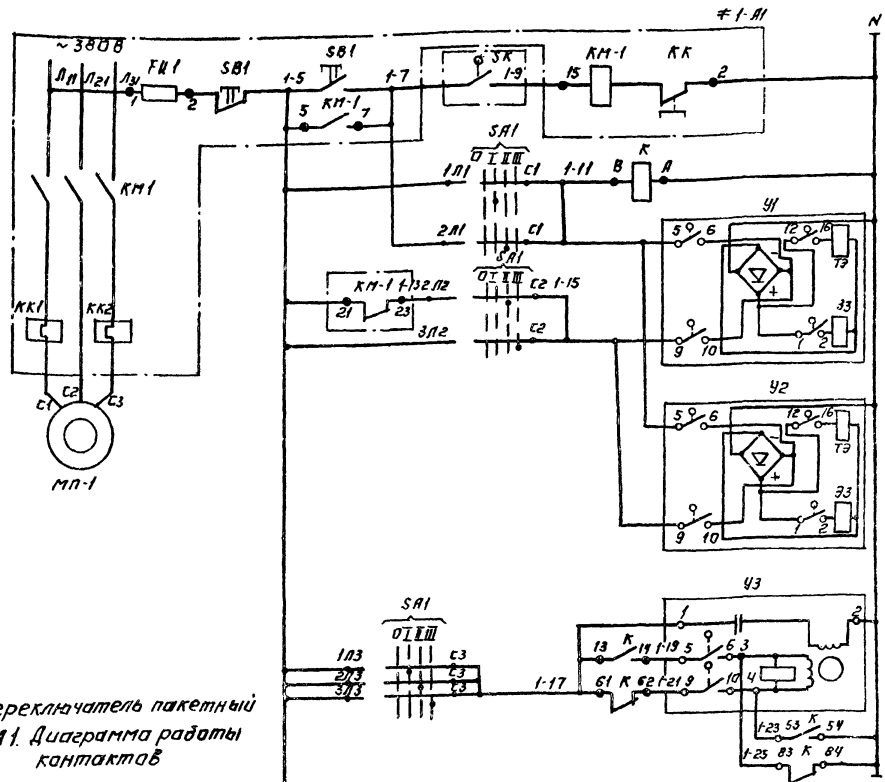 ≠ 1-А1
N
~380В
Л11 Л21 Л31
FU1
SB1
1-5
SB1
1-7
SK
1-9
15
КМ-1
КК
2
1
2
5 КМ-1 7
SA1
0 I II III
1Л1
С1
1-11
В
К
А
КМ1
2Л1
С1
У1
5
6
12
16
ТЭ
SA1
0 I II III
КМ-1
1-13
2Л2
С2
1-15
21
23
КК1
КК2
3Л2
С2
9
10
+
1
2
ЭЗ
С1
С2
С3
МП-1
У2
5
6
12
16
ТЭ
+
9
10
1
2
ЭЗ
У3
SA1
0 I II III
1
2
1Л3
С3
2Л3
С3
3Л3
С3
1-17
13
К
14
1-19
5
6
3
61
К
62
1-21
9
10
4
1-23
53
К
54
1-25
83
К
84
ереключатель пакетный
А1. Диаграмма работы
контактов